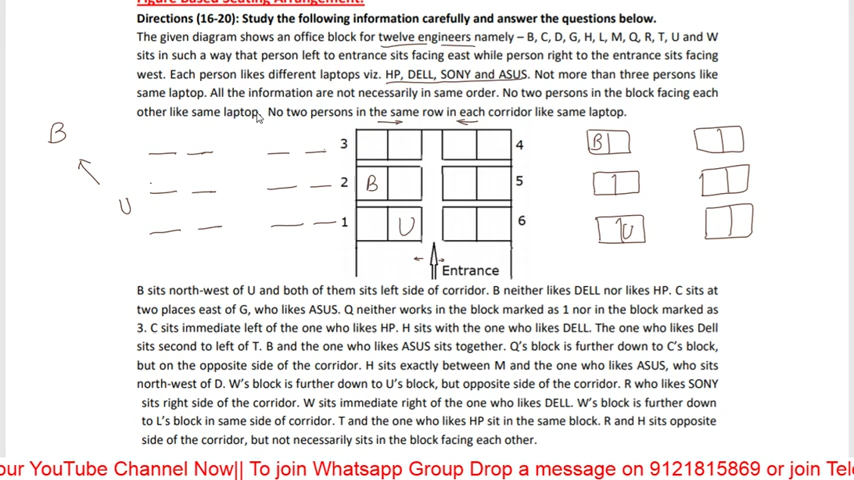 Figure Based Seating Arrangement:
Directions (16-20): Study the following information carefully and answer the questions below.
The given diagram shows an office block for twelve engineers namely – B, C, D, G, H, L, M, Q, R, T, U and W
sits in such a way that person left to entrance sits facing east while person right to the entrance sits facing
west. Each person likes different laptops viz. HP, DELL, SONY and ASUS. Not more than three persons like
same laptop. All the information are not necessarily in same order. No two persons in the block facing each
other like same laptop. No two persons in the same row in each corridor like same laptop.
B
U
3
4
2
B
5
1
U
6
Entrance
B
U
B sits north-west of U and both of them sits left side of corridor. B neither likes DELL nor likes HP. C sits at
two places east of G, who likes ASUS. Q neither works in the block marked as 1 nor in the block marked as
3. C sits immediate left of the one who likes HP. H sits with the one who likes DELL. The one who likes Dell
sits second to left of T. B and the one who likes ASUS sits together. Q's block is further down to C's block,
but on the opposite side of the corridor. H sits exactly between M and the one who likes ASUS, who sits
north-west of D. W's block is further down to U's block, but opposite side of the corridor. R who likes SONY
sits right side of the corridor. W sits immediate right of the one who likes DELL. W's block is further down
to L's block in same side of corridor. T and the one who likes HP sit in the same block. R and H sits opposite
side of the corridor, but not necessarily sits in the block facing each other.
our YouTube Channel Now|| To join Whatsapp Group Drop a message on 9121815869 or join Tele